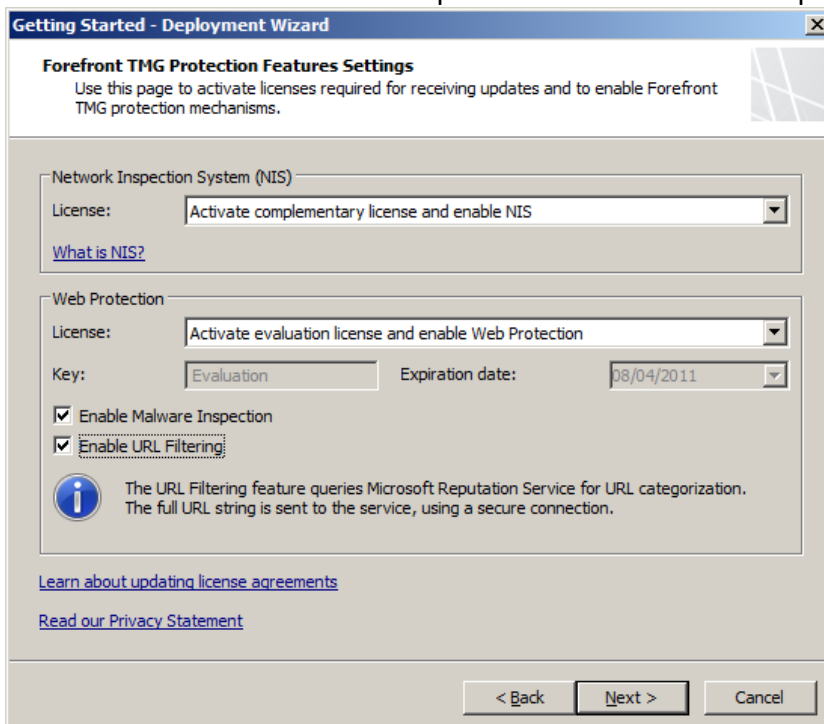 Getting Started - Deployment Wizard
Forefront TMG Protection Features Settings
Use this page to activate licenses required for receiving updates and to enable Forefront
TMG protection mechanisms.
Network Inspection System (NIS)
License: Activate complementary license and enable NIS
What is NIS?
Web Protection
License: Activate evaluation license and enable Web Protection
Key: Evaluation Expiration date: 08/04/2011
Enable Malware Inspection
Enable URL Filtering
The URL Filtering feature queries Microsoft Reputation Service for URL categorization.
The full URL string is sent to the service, using a secure connection.
Learn about updating license agreements
Read our Privacy Statement
< Back Next > Cancel